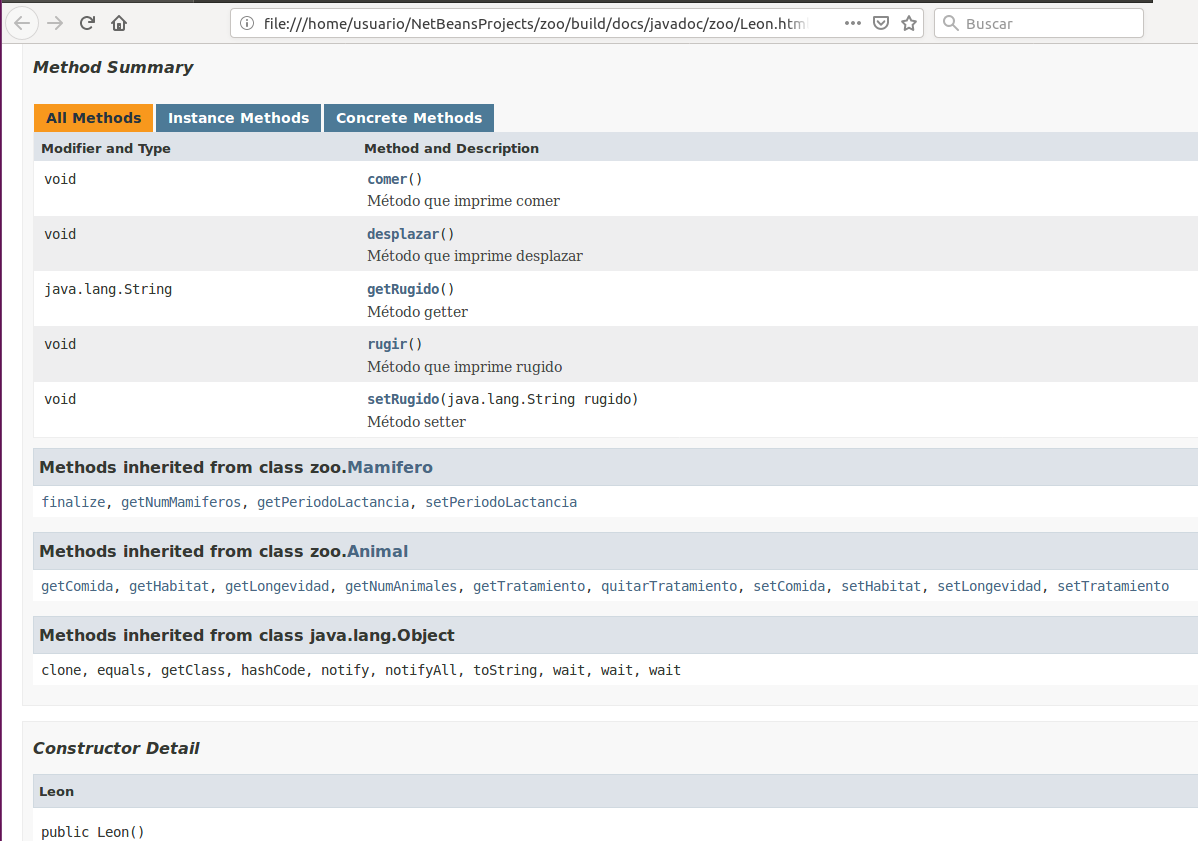 file:///home/usuario/NetBeansProjects/zoo/build/docs/javadoc/zoo/Leon.htm
Buscar
Method Summary
All Methods Instance Methods Concrete Methods
Modifier and Type Method and Description
void comer()
Método que imprime comer
void desplazar()
Método que imprime desplazar
java.lang.String getRugido()
Método getter
void rugir()
Método que imprime rugido
void setRugido(java.lang.String rugido)
Método setter
Methods inherited from class zoo.Mamifero
finalize, getNumMamiferos, getPeriodoLactancia, setPeriodoLactancia
Methods inherited from class zoo.Animal
getComida, getHabitat, getLongevidad, getNumAnimales, getTratamiento, quitarTratamiento, setComida, setHabitat, setLongevidad, setTratamiento
Methods inherited from class java.lang.Object
clone, equals, getClass, hashCode, notify, notifyAll, toString, wait, wait, wait
Constructor Detail
Leon
public Leon()